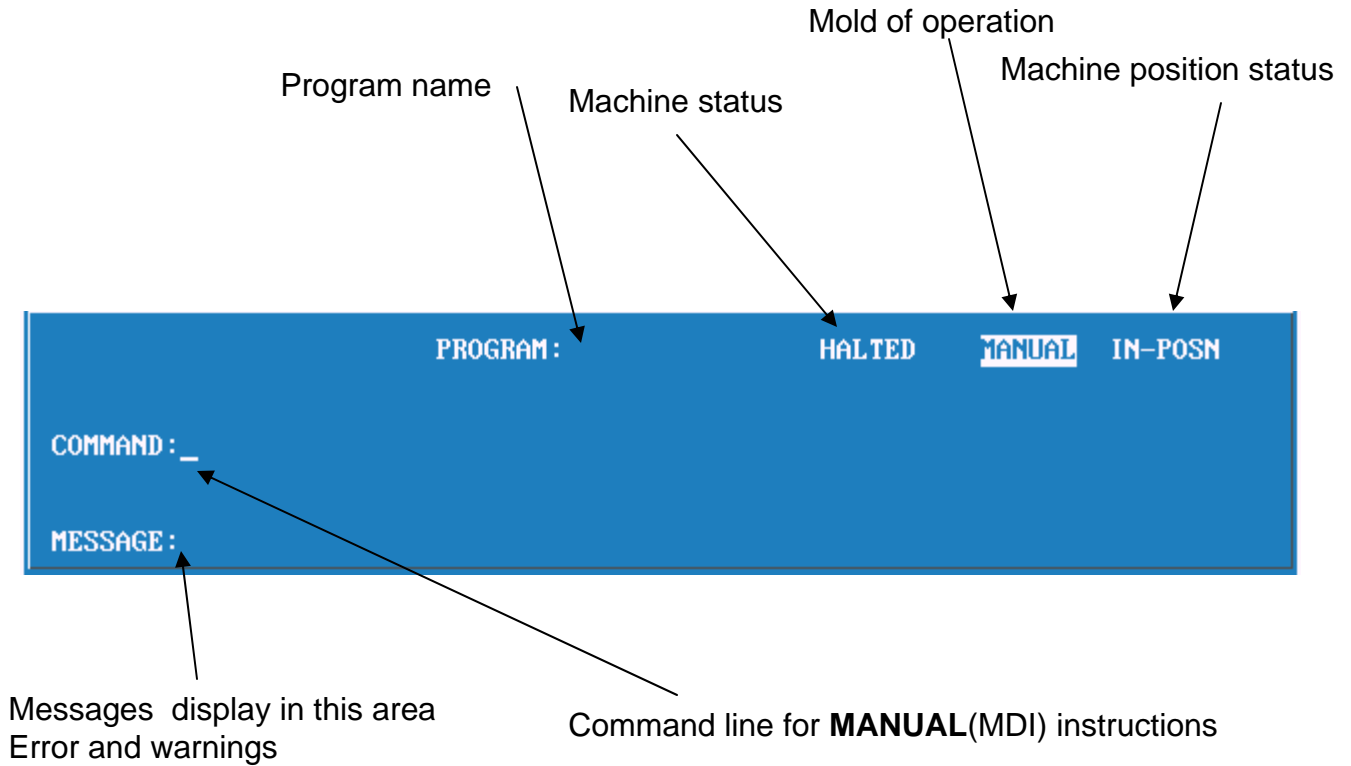 Mold of operation
Machine position status
Program name
Machine status
PROGRAM: HALTED MANUAL IN-POSN
COMMAND:_
MESSAGE:
Messages display in this area
Error and warnings
Command line for MANUAL(MDI) instructions